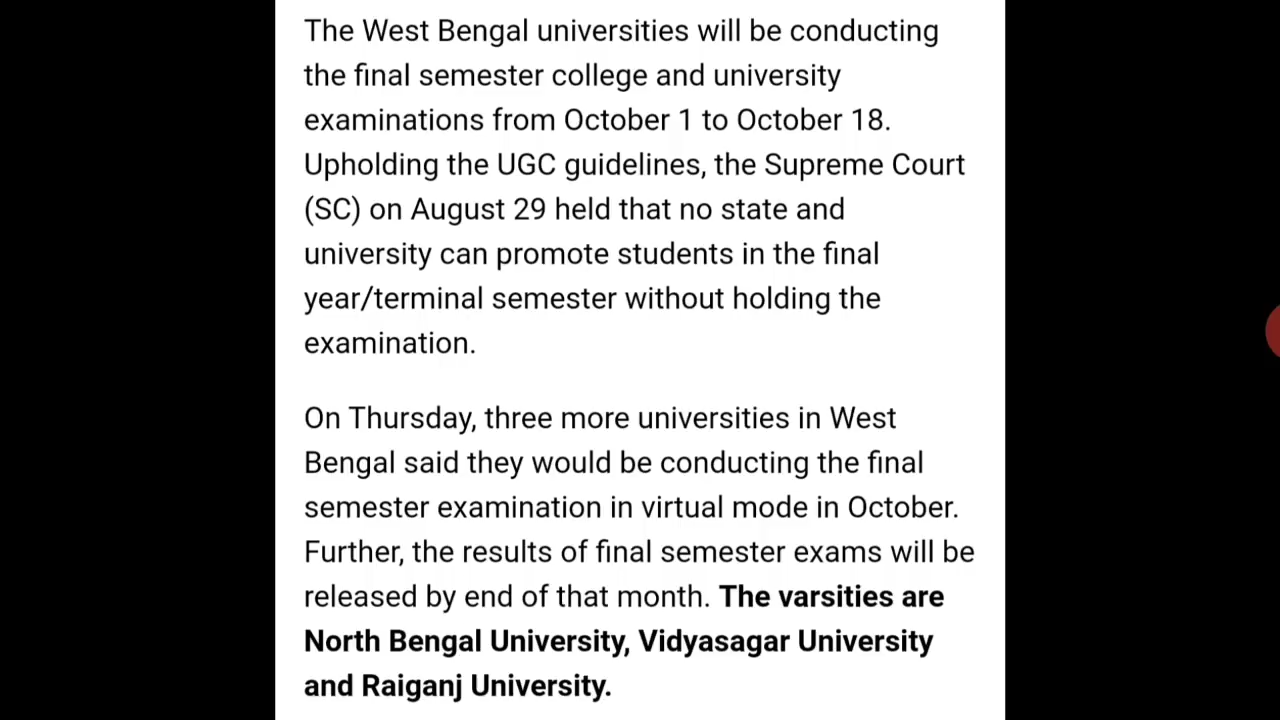 The West Bengal universities will be conducting
the final semester college and university
examinations from October 1 to October 18.
Upholding the UGC guidelines, the Supreme Court
(SC) on August 29 held that no state and
university can promote students in the final
year/terminal semester without holding the
examination.
On Thursday, three more universities in West
Bengal said they would be conducting the final
semester examination in virtual mode in October.
Further, the results of final semester exams will be
released by end of that month. The varsities are
North Bengal University, Vidyasagar University
and Raiganj University.